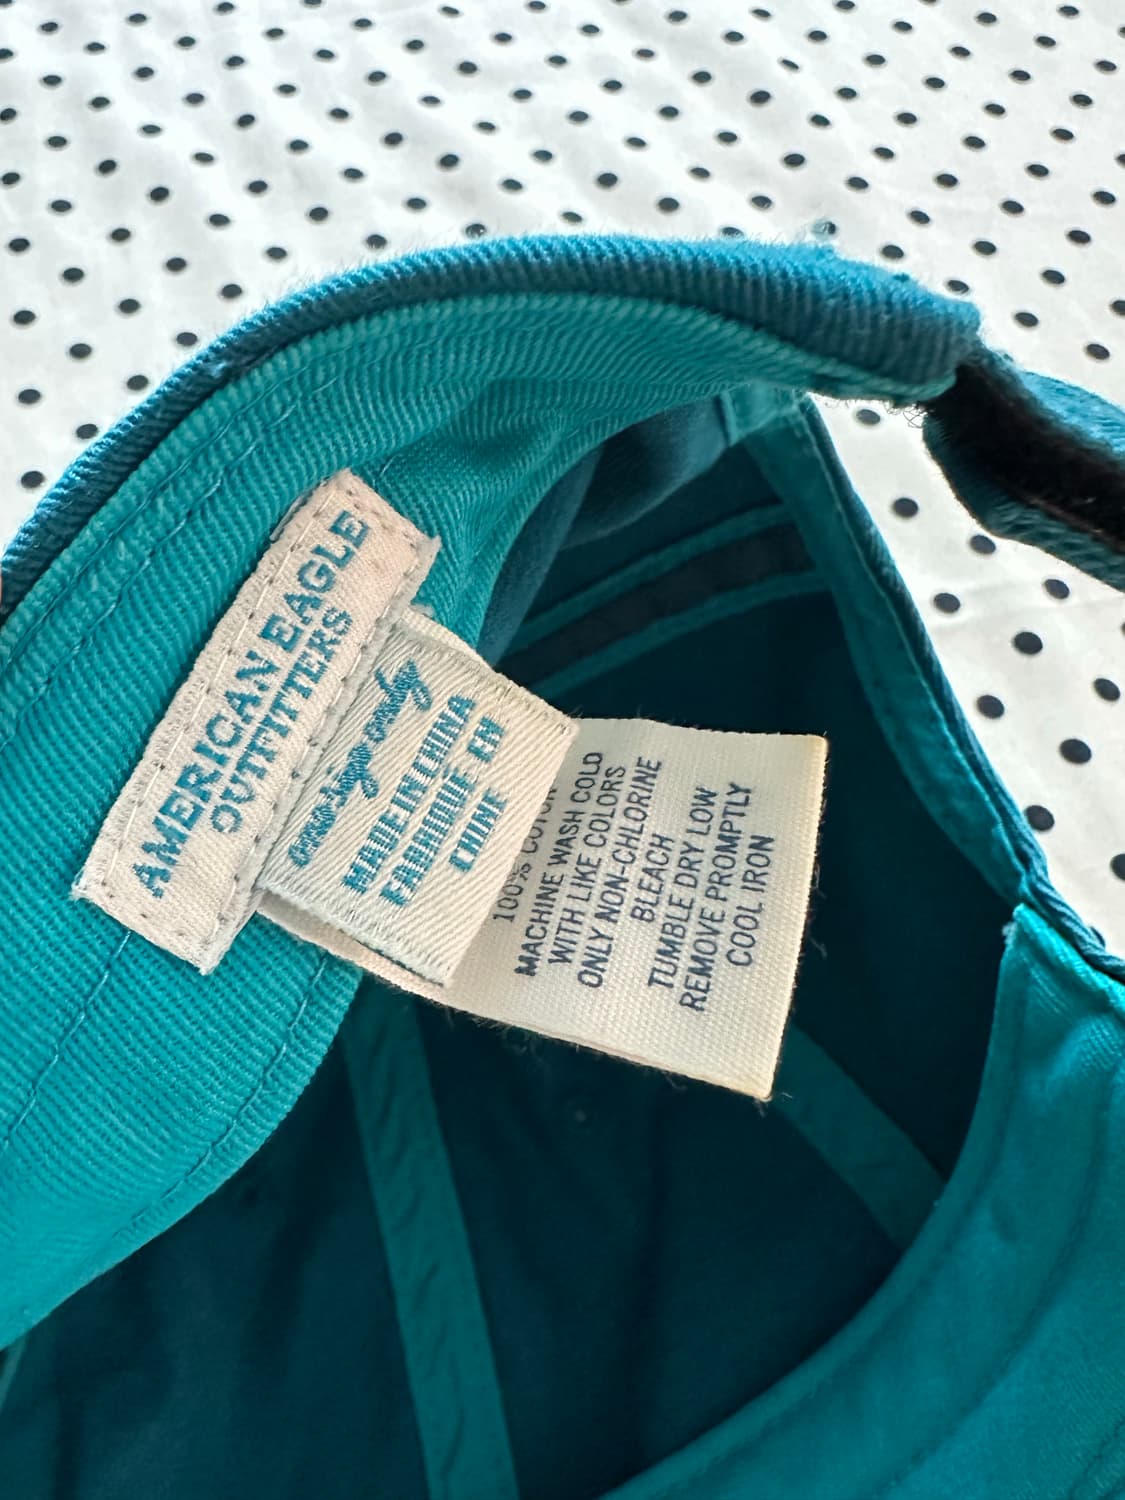 AMERICAN EAGLE
OUTFITTERS
MADE IN CHINA
FABRIQUE EN
CHINE
100% COTON
MACHINE WASH COLD
WITH LIKE COLORS
ONLY NON-CHLORINE
BLEACH
TUMBLE DRY LOW
REMOVE PROMPTLY
COOL IRON